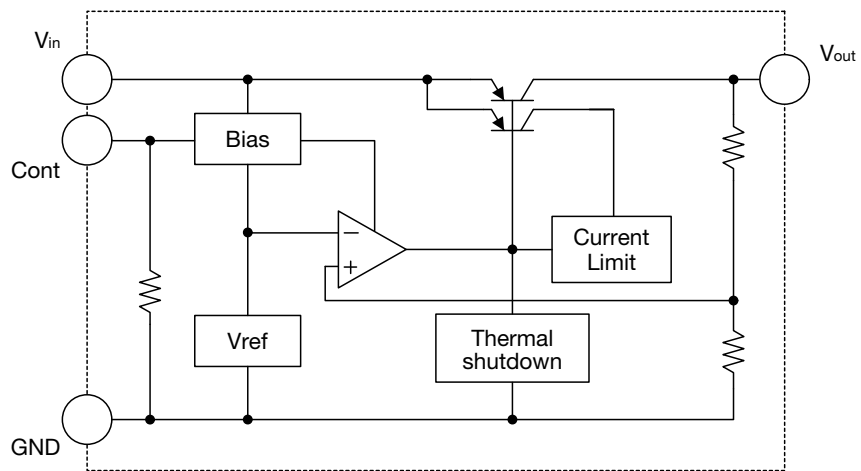 Vin
Vout
Cont
Bias
−
+
Current
Limit
Vref
Thermal
shutdown
GND